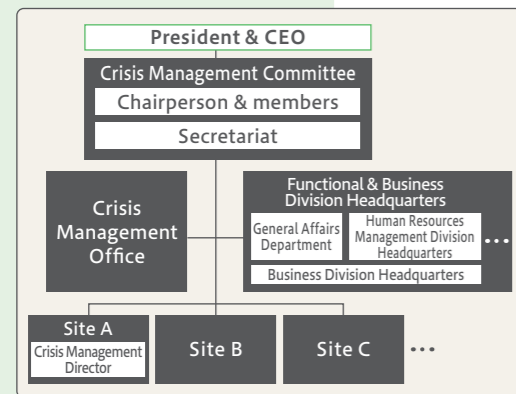 President & CEO
Crisis Management Committee
Chairperson & members
Secretariat
Crisis
Management
Office
Functional & Business
Division Headquarters
General Affairs
Department
Human Resources
Management Division
Headquarters
...
Business Division Headquarters
Site A
Crisis Management
Director
Site B
Site C
...